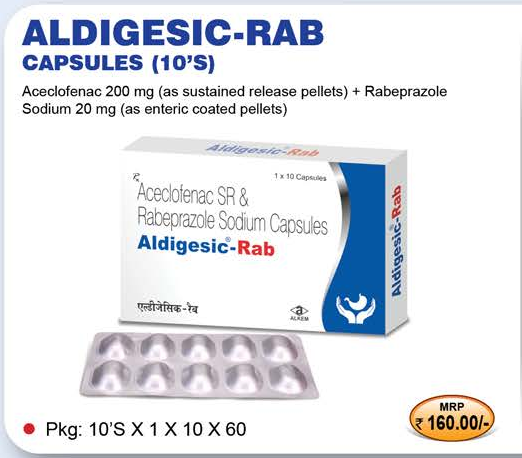 ALDIGESIC-RAB
CAPSULES (10'S)
Aceclofenac 200 mg (as sustained release pellets) + Rabeprazole
Sodium 20 mg (as enteric coated pellets)
Aldigesic-Rab
Rx
1 x 10 Capsules
Aceclofenac SR &
Rabeprazole Sodium Capsules
Aldigesic®-Rab
Aldigesic®-Rab
एल्डीजेसिक-रैब
a
ALKEM
Pkg: 10'S X 1 X 10 X 60
MRP
₹ 160.00/-